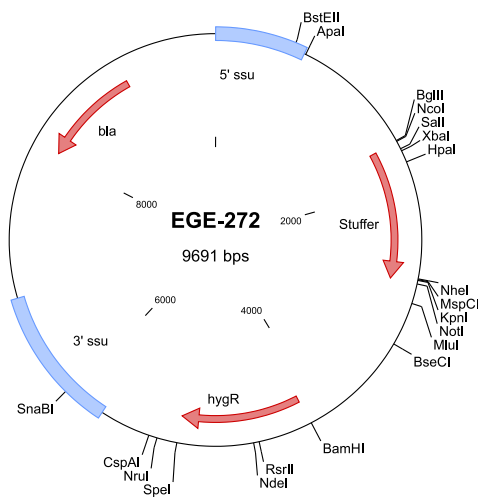 BstEII
ApaI
5' ssu
BglII
NcoI
SalI
XbaI
HpaI
bla
8000
EGE-272
2000
Stuffer
9691 bps
NheI
MspCI
KpnI
NotI
MluI
6000
4000
3' ssu
BseCI
hygR
SnaBI
BamHI
CspAI
NruI
SpeI
RsrII
NdeI